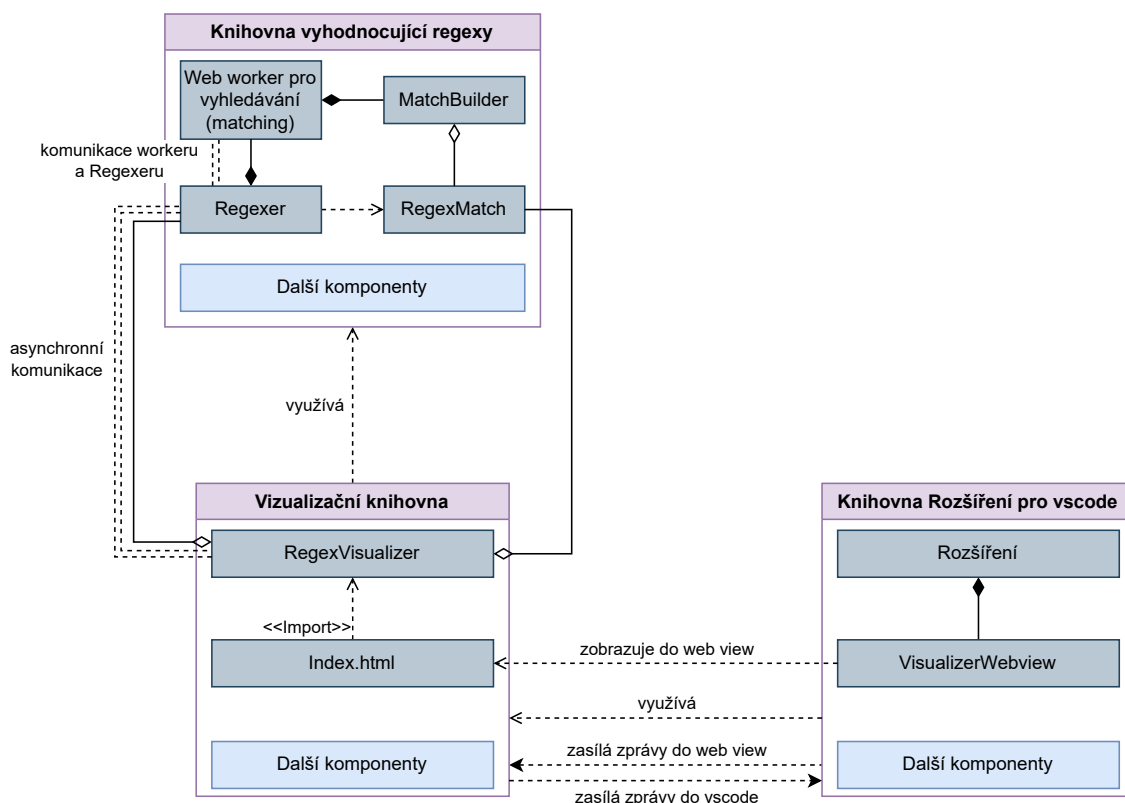 Knihovna vyhodnocující regexy
Web worker pro
vyhledávání
(matching)
MatchBuilder
komunikace workeru
a Regexeru
Regexer
RegexMatch
Další komponenty
asynchronní
komunikace
využívá
Vizualizační knihovna
Knihovna Rozšíření pro vscode
RegexVisualizer
Rozšíření
<<Import>>
zobrazuje do web view
Index.html
VisualizerWebview
využívá
zasílá zprávy do web view
Další komponenty
Další komponenty
zasílá zprávy do vscode